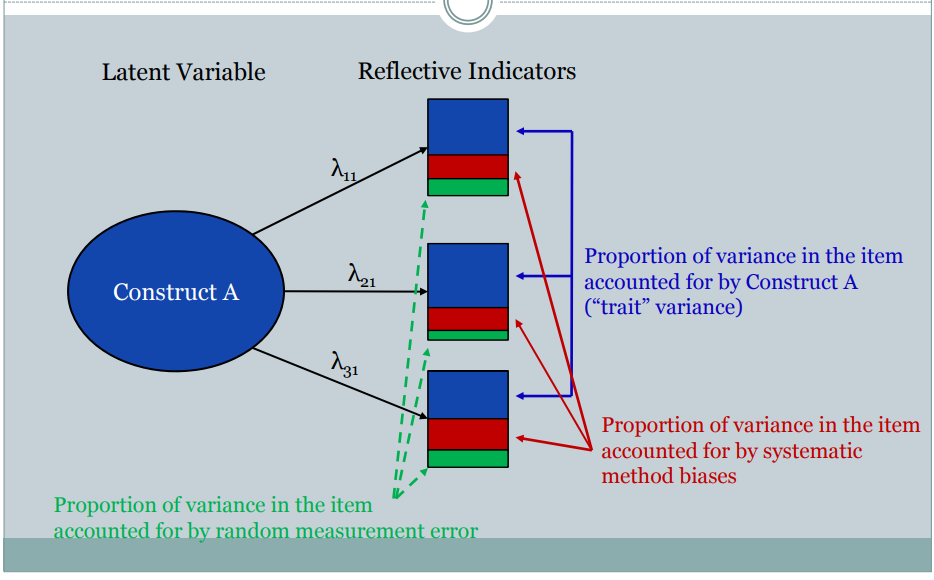 Latent Variable
Reflective Indicators
λ11
Construct A
λ21
λ31
Proportion of variance in the item
accounted for by Construct A
(“trait” variance)
Proportion of variance in the item
accounted for by systematic
method biases
Proportion of variance in the item
accounted for by random measurement error